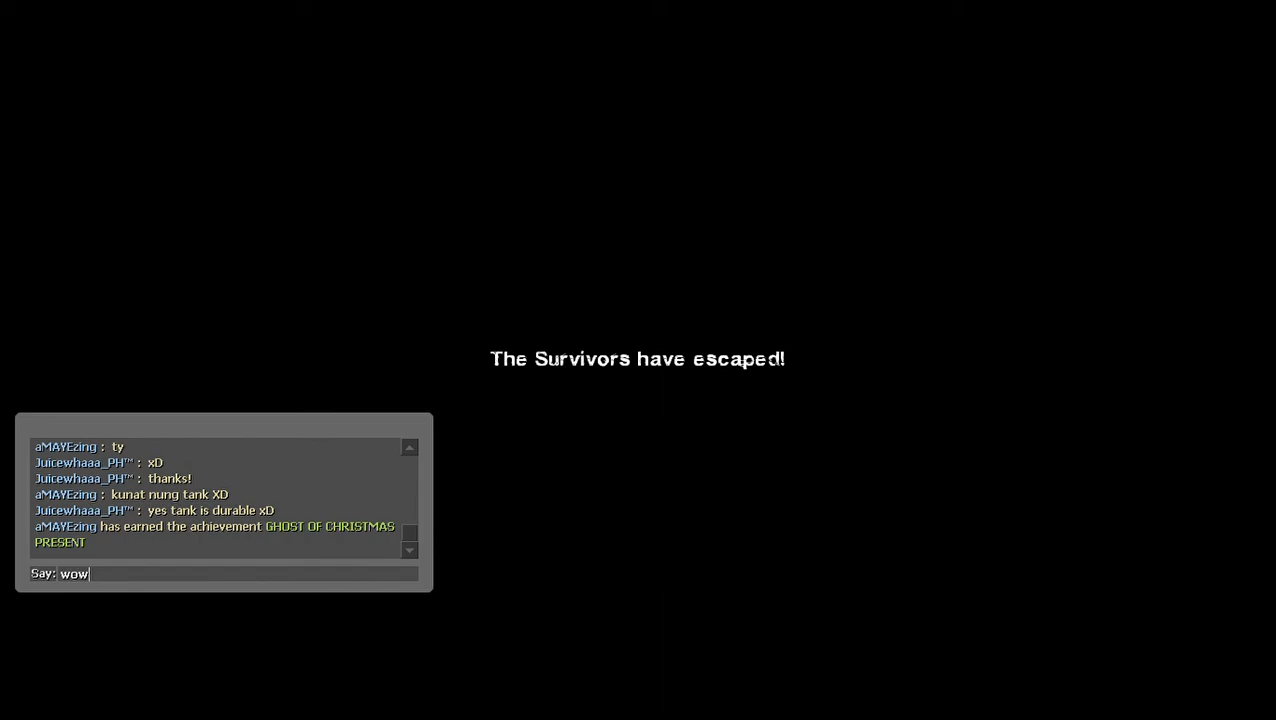 The Survivors have escaped!
aMAYEzing : ty
Juicewhaaa_PH™ : xD
Juicewhaaa_PH™ : thanks!
aMAYEzing : kunat nung tank XD
Juicewhaaa_PH™ : yes tank is durable xD
aMAYEzing has earned the achievement GHOST OF CHRISTMAS
PRESENT
Say: wow